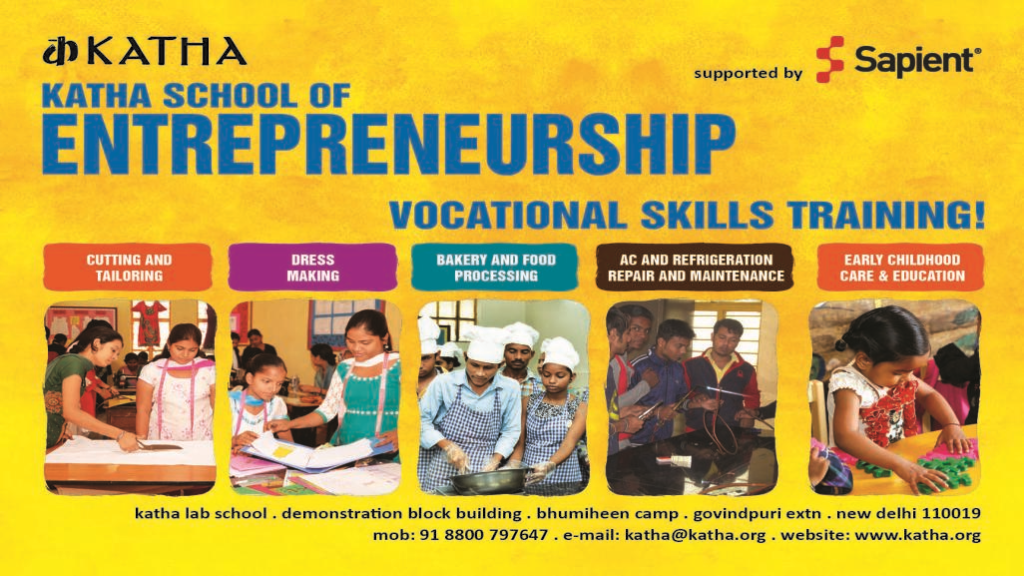 क KATHA
supported by Sapient®
KATHA SCHOOL OF
ENTREPRENEURSHIP
VOCATIONAL SKILLS TRAINING!
CUTTING AND
TAILORING
DRESS
MAKING
BAKERY AND FOOD
PROCESSING
AC AND REFRIGERATION
REPAIR AND MAINTENANCE
EARLY CHILDHOOD
CARE & EDUCATION
katha lab school . demonstration block building . bhumiheen camp . govindpuri extn . new delhi 110019
mob: 91 8800 797647 . e-mail: katha@katha.org . website: www.katha.org